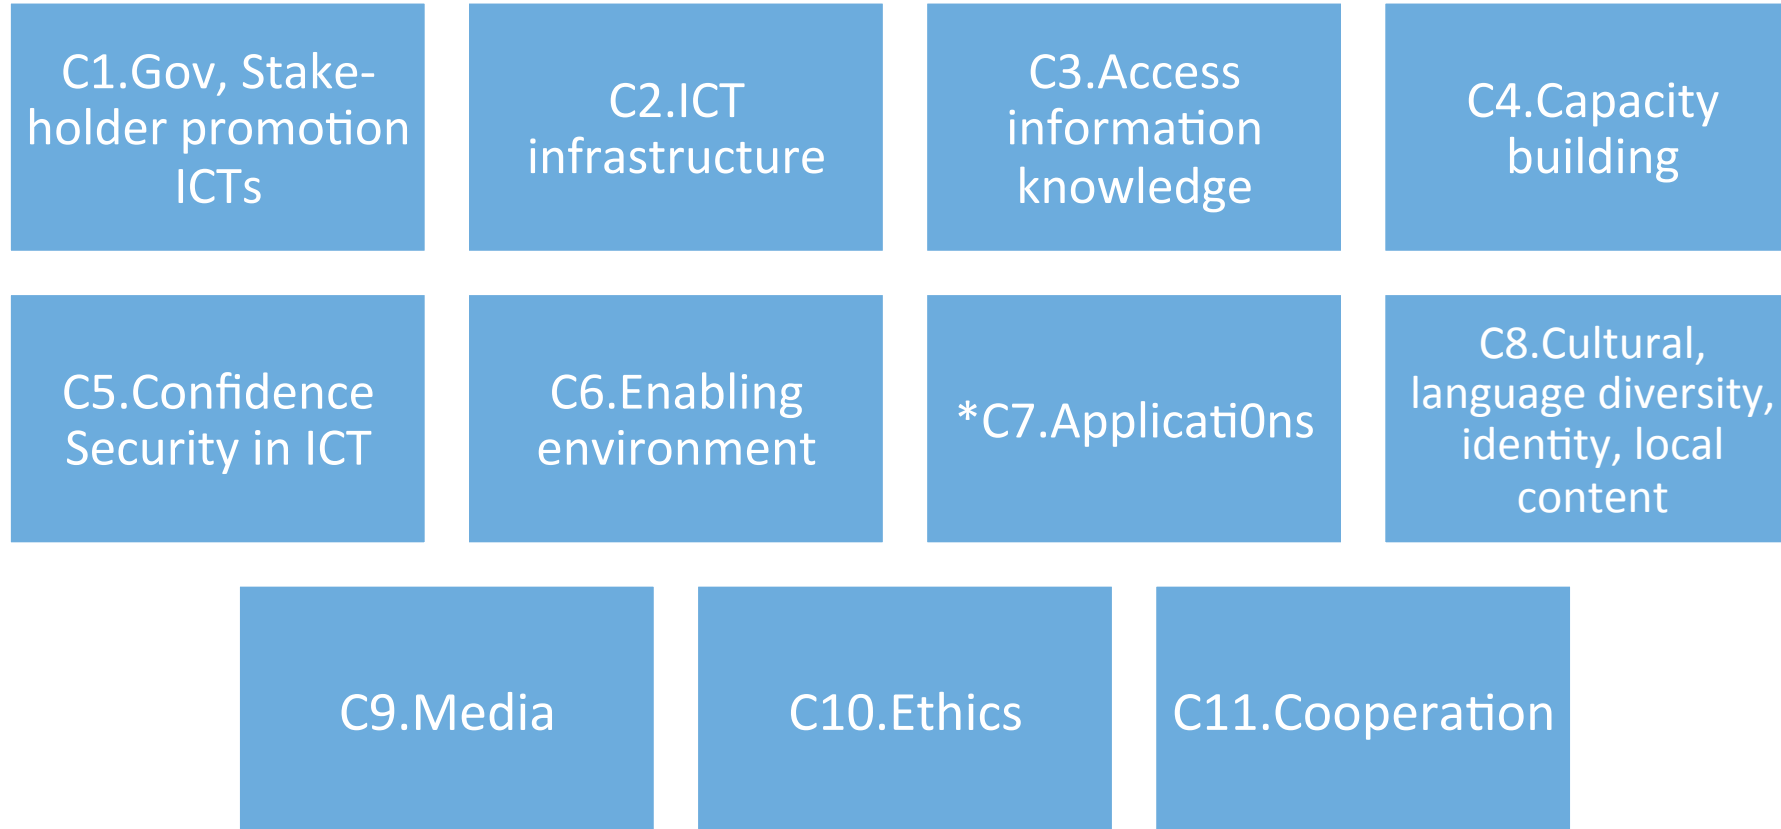 C1.Gov, Stake-
holder promotion
ICTs
C2.ICT
infrastructure
C3.Access
information
knowledge
C4.Capacity
building
C5.Confidence
Security in ICT
C6.Enabling
environment
*C7.Applicati0ns
C8.Cultural,
language diversity,
identity, local
content
C9.Media
C10.Ethics
C11.Cooperation